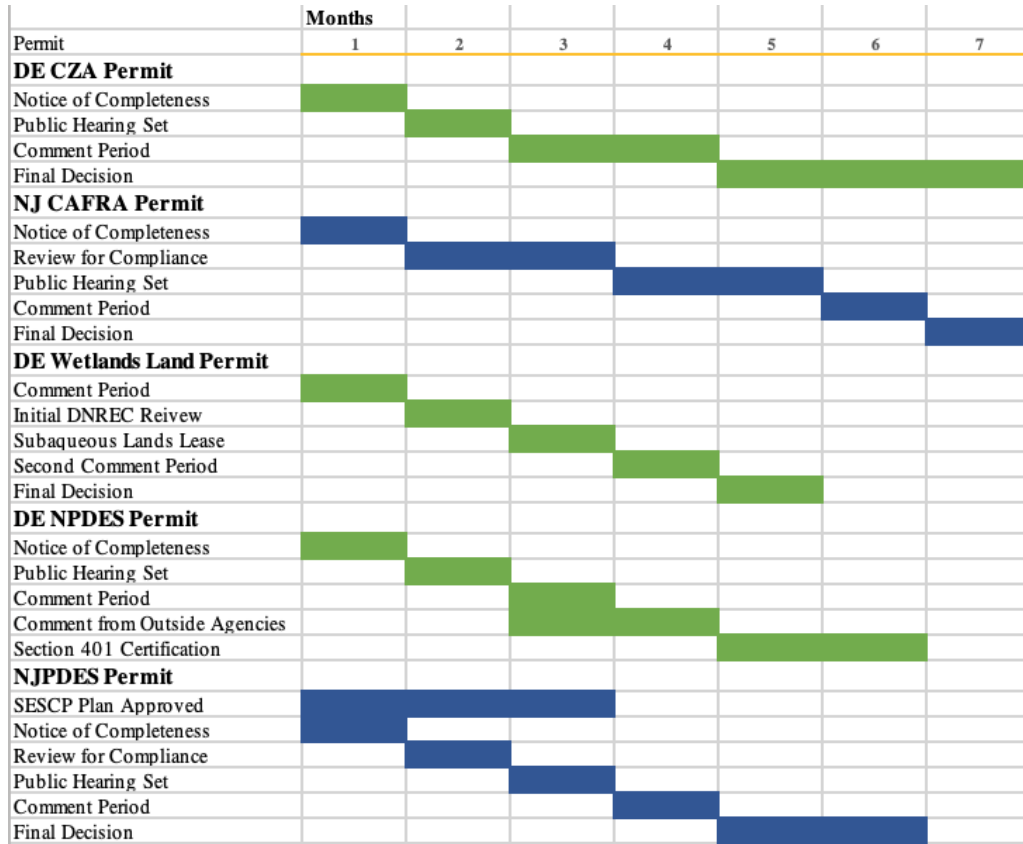 Months
Permit 1 2 3 4 5 6 7
DE CZA Permit
Notice of Completeness
Public Hearing Set
Comment Period
Final Decision
NJ CAFRA Permit
Notice of Completeness
Review for Compliance
Public Hearing Set
Comment Period
Final Decision
DE Wetlands Land Permit
Comment Period
Initial DNREC Reivew
Subaqueous Lands Lease
Second Comment Period
Final Decision
DE NPDES Permit
Notice of Completeness
Public Hearing Set
Comment Period
Comment from Outside Agencies
Section 401 Certification
NJPDES Permit
SESCP Plan Approved
Notice of Completeness
Review for Compliance
Public Hearing Set
Comment Period
Final Decision